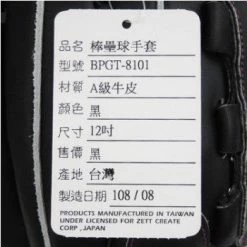 品名 棒壘球手套
型號 BPGT-8101
材質 A級牛皮
顏色 黑
尺寸 12吋
售價 黑
產地 台灣
製造日期 108/08
PRODUCTS MANUFACTURED IN TAIWAN
UNDER LICENSED FOR ZETT CREATE
CORP , JAPAN